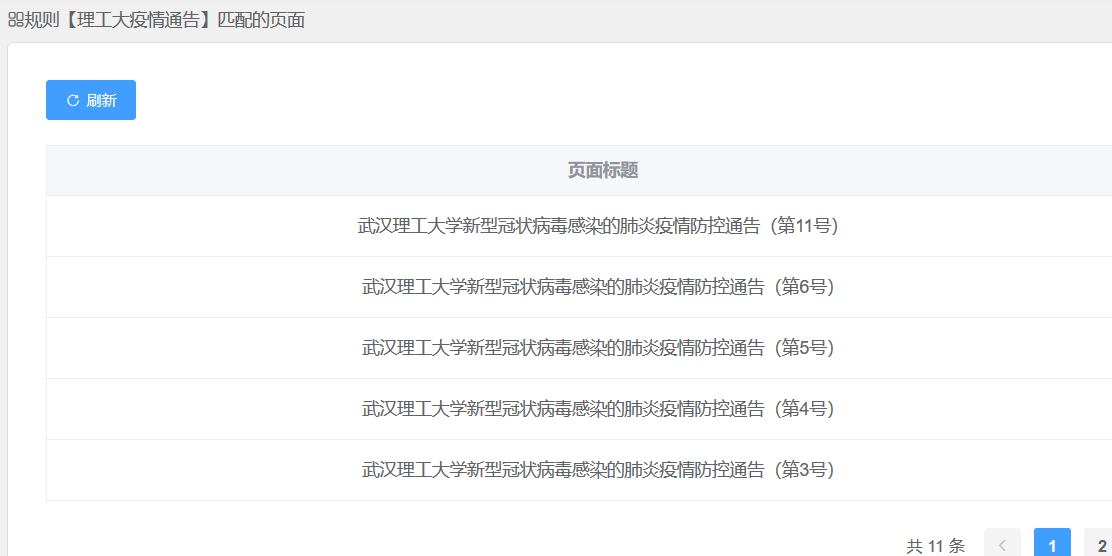 规则【理工大疫情通告】匹配的页面
刷新
页面标题
武汉理工大学新型冠状病毒感染的肺炎疫情防控通告（第11号）
武汉理工大学新型冠状病毒感染的肺炎疫情防控通告（第6号）
武汉理工大学新型冠状病毒感染的肺炎疫情防控通告（第5号）
武汉理工大学新型冠状病毒感染的肺炎疫情防控通告（第4号）
武汉理工大学新型冠状病毒感染的肺炎疫情防控通告（第3号）
共 11 条 1 2